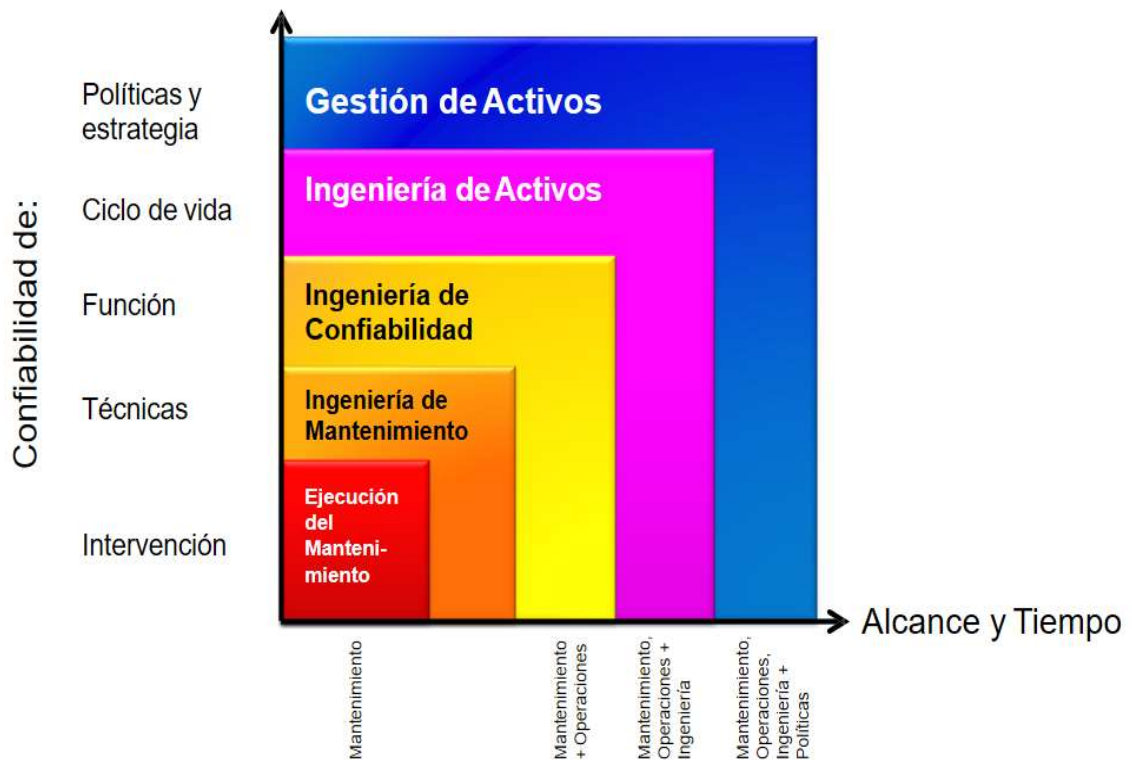 Confiabilidad de:
Políticas y
estrategia
Ciclo de vida
Función
Técnicas
Intervención
Gestión de Activos
Ingeniería de Activos
Ingeniería de
Confiabilidad
Ingeniería de
Mantenimiento
Ejecución
del
Manteni-
miento
Alcance y Tiempo
Mantenimiento
Mantenimiento
+ Operaciones
Mantenimiento,
Operaciones +
Ingeniería
Mantenimiento,
Operaciones,
Ingeniería +
Políticas